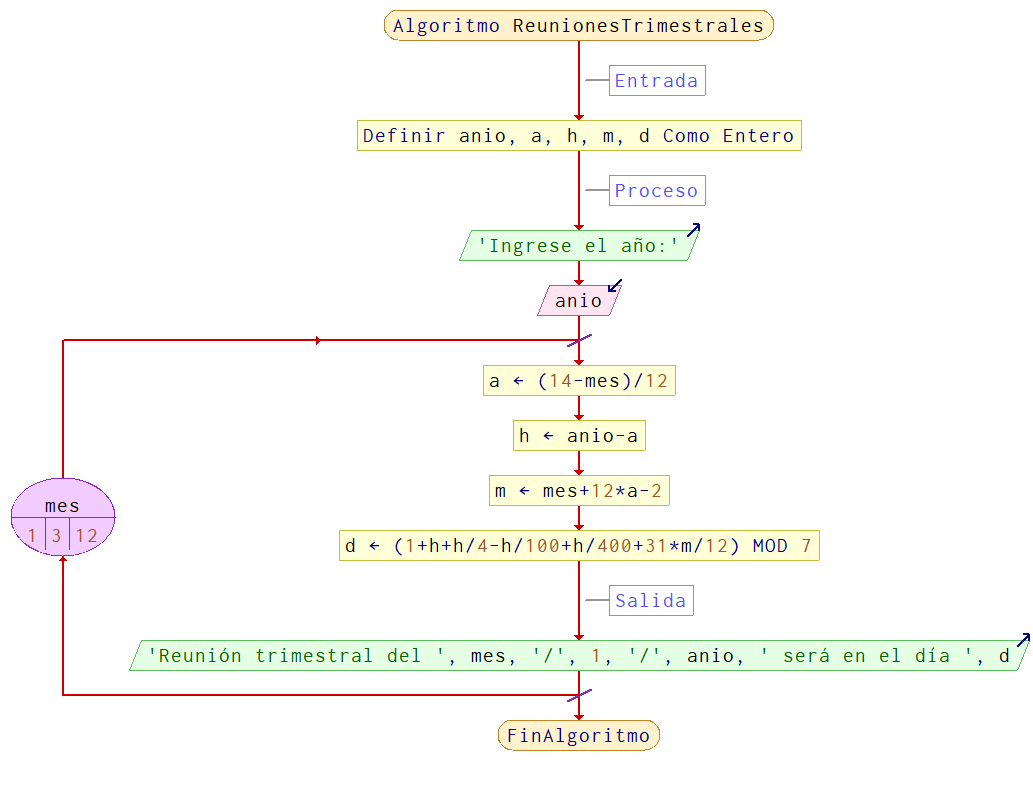 Algoritmo ReunionesTrimestrales
Entrada
Definir anio, a, h, m, d Como Entero
Proceso
'Ingrese el año:'
anio
a ← (14-mes)/12
h ← anio-a
m ← mes+12*a-2
mes
1 3 12
d ← (1+h+h/4-h/100+h/400+31*m/12) MOD 7
Salida
'Reunión trimestral del ', mes, '/', 1, '/', anio, ' será en el día ', d
FinAlgoritmo